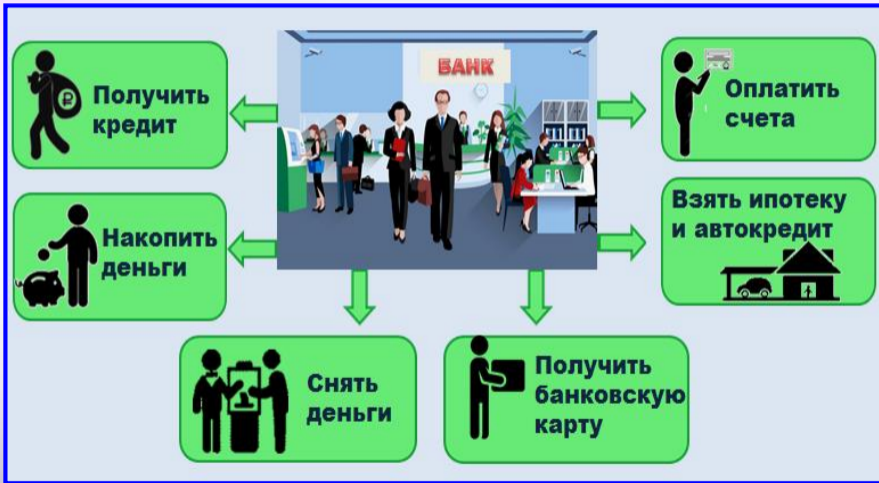 БАНК
Получить
кредит
Оплатить
счета
Накопить
деньги
Взять ипотеку
и автокредит
Снять
деньги
Получить
банковскую
карту